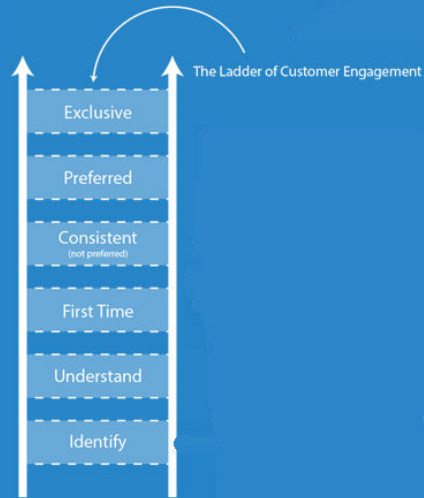 The Ladder of Customer Engagement
Exclusive
Preferred
Consistent
(not preferred)
First Time
Understand
Identify